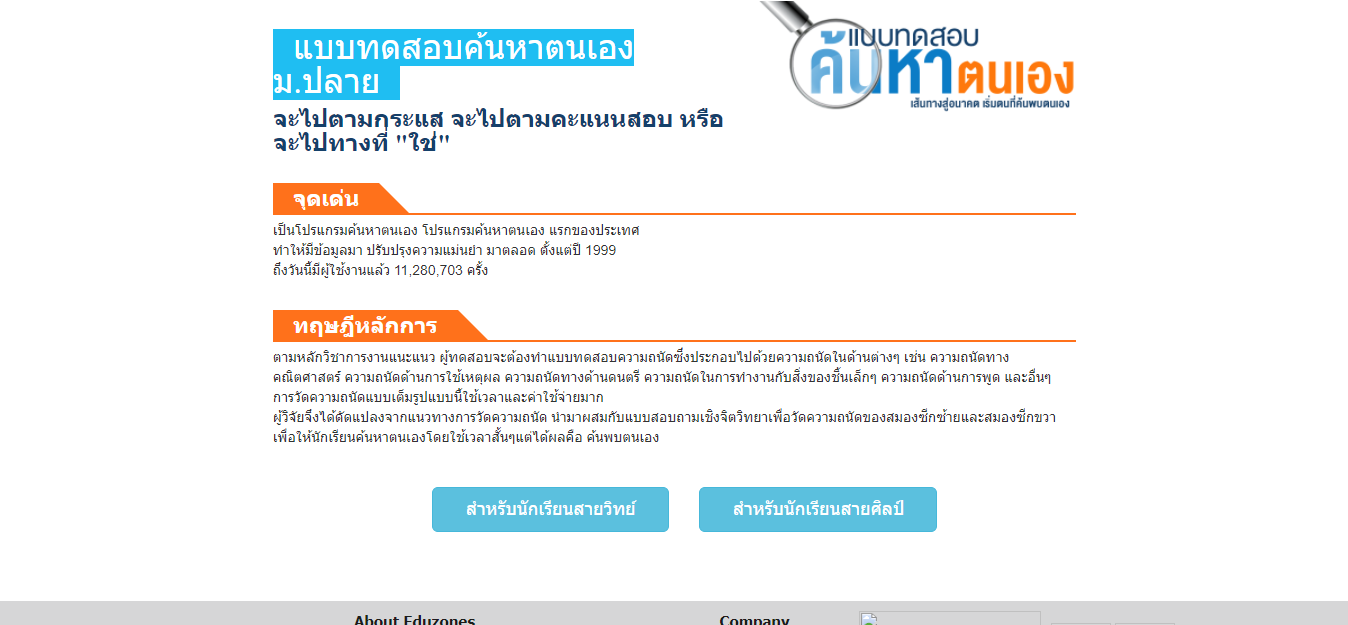 แบบทดสอบค้นหาตนเอง
ม.ปลาย
จะไปตามกระแส จะไปตามคะแนนสอบ หรือ
จะไปทางที่ "ใช่"
แบบทดสอบ
ค้นหาตนเอง
เส้นทางสู่อนาคต เริ่มตนที่ค้นพบตนเอง
จุดเด่น
เป็นโปรแกรมค้นหาตนเอง โปรแกรมค้นหาตนเอง แรกของประเทศ
ทำให้มีข้อมูลมา ปรับปรุงความแม่นยำ มาตลอด ตั้งแต่ปี 1999
ถึงวันนี้มีผู้ใช้งานแล้ว 11,280,703 ครั้ง
ทฤษฎีหลักการ
ตามหลักวิชาการงานแนะแนว ผู้ทดสอบจะต้องทำแบบทดสอบความถนัดซึ่งประกอบไปด้วยความถนัดในด้านต่างๆ เช่น ความถนัดทาง
คณิตศาสตร์ ความถนัดด้านการใช้เหตุผล ความถนัดทางด้านดนตรี ความถนัดในการทำงานกับสิ่งของชิ้นเล็กๆ ความถนัดด้านการพูด และอื่นๆ
การวัดความถนัดแบบเต็มรูปแบบนี้ใช้เวลาและค่าใช้จ่ายมาก
ผู้วิจัยจึงได้ดัดแปลงจากแนวทางการวัดความถนัด นำมาผสมกับแบบสอบถามเชิงจิตวิทยาเพื่อวัดความถนัดของสมองซีกซ้ายและสมองซีกขวา
เพื่อให้นักเรียนค้นหาตนเองโดยใช้เวลาสั้นๆแต่ได้ผลคือ ค้นพบตนเอง
สำหรับนักเรียนสายวิทย์ สำหรับนักเรียนสายศิลป์
About Eduzones Company